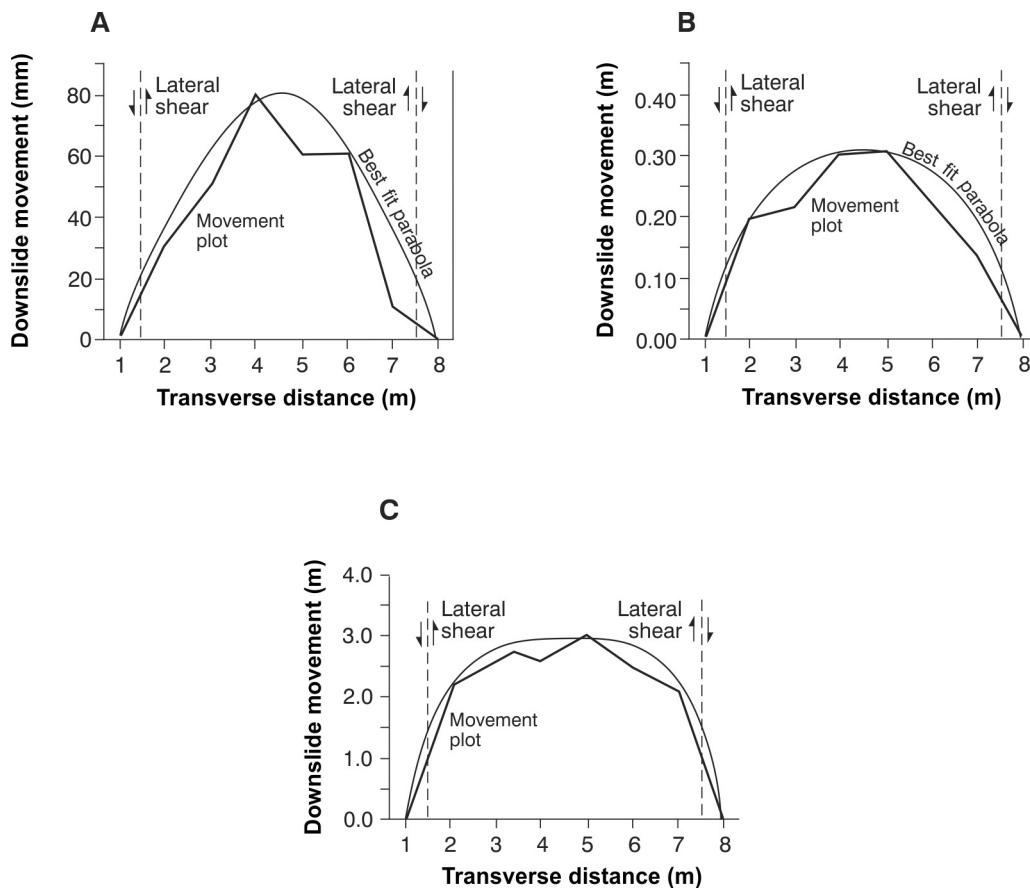 A
Downslide movement (mm)
80
60
40
20
0
Lateral
shear
Lateral
shear
Best fit parabola
Movement
plot
1 2 3 4 5 6 7 8
Transverse distance (m)
B
Downslide movement (m)
0.40
0.30
0.20
0.10
0.00
Lateral
shear
Lateral
shear
Best fit parabola
Movement
plot
1 2 3 4 5 6 7 8
Transverse distance (m)
C
Downslide movement (m)
4.0
3.0
2.0
1.0
0.0
Lateral
shear
Lateral
shear
Movement
plot
1 2 3 4 5 6 7 8
Transverse distance (m)